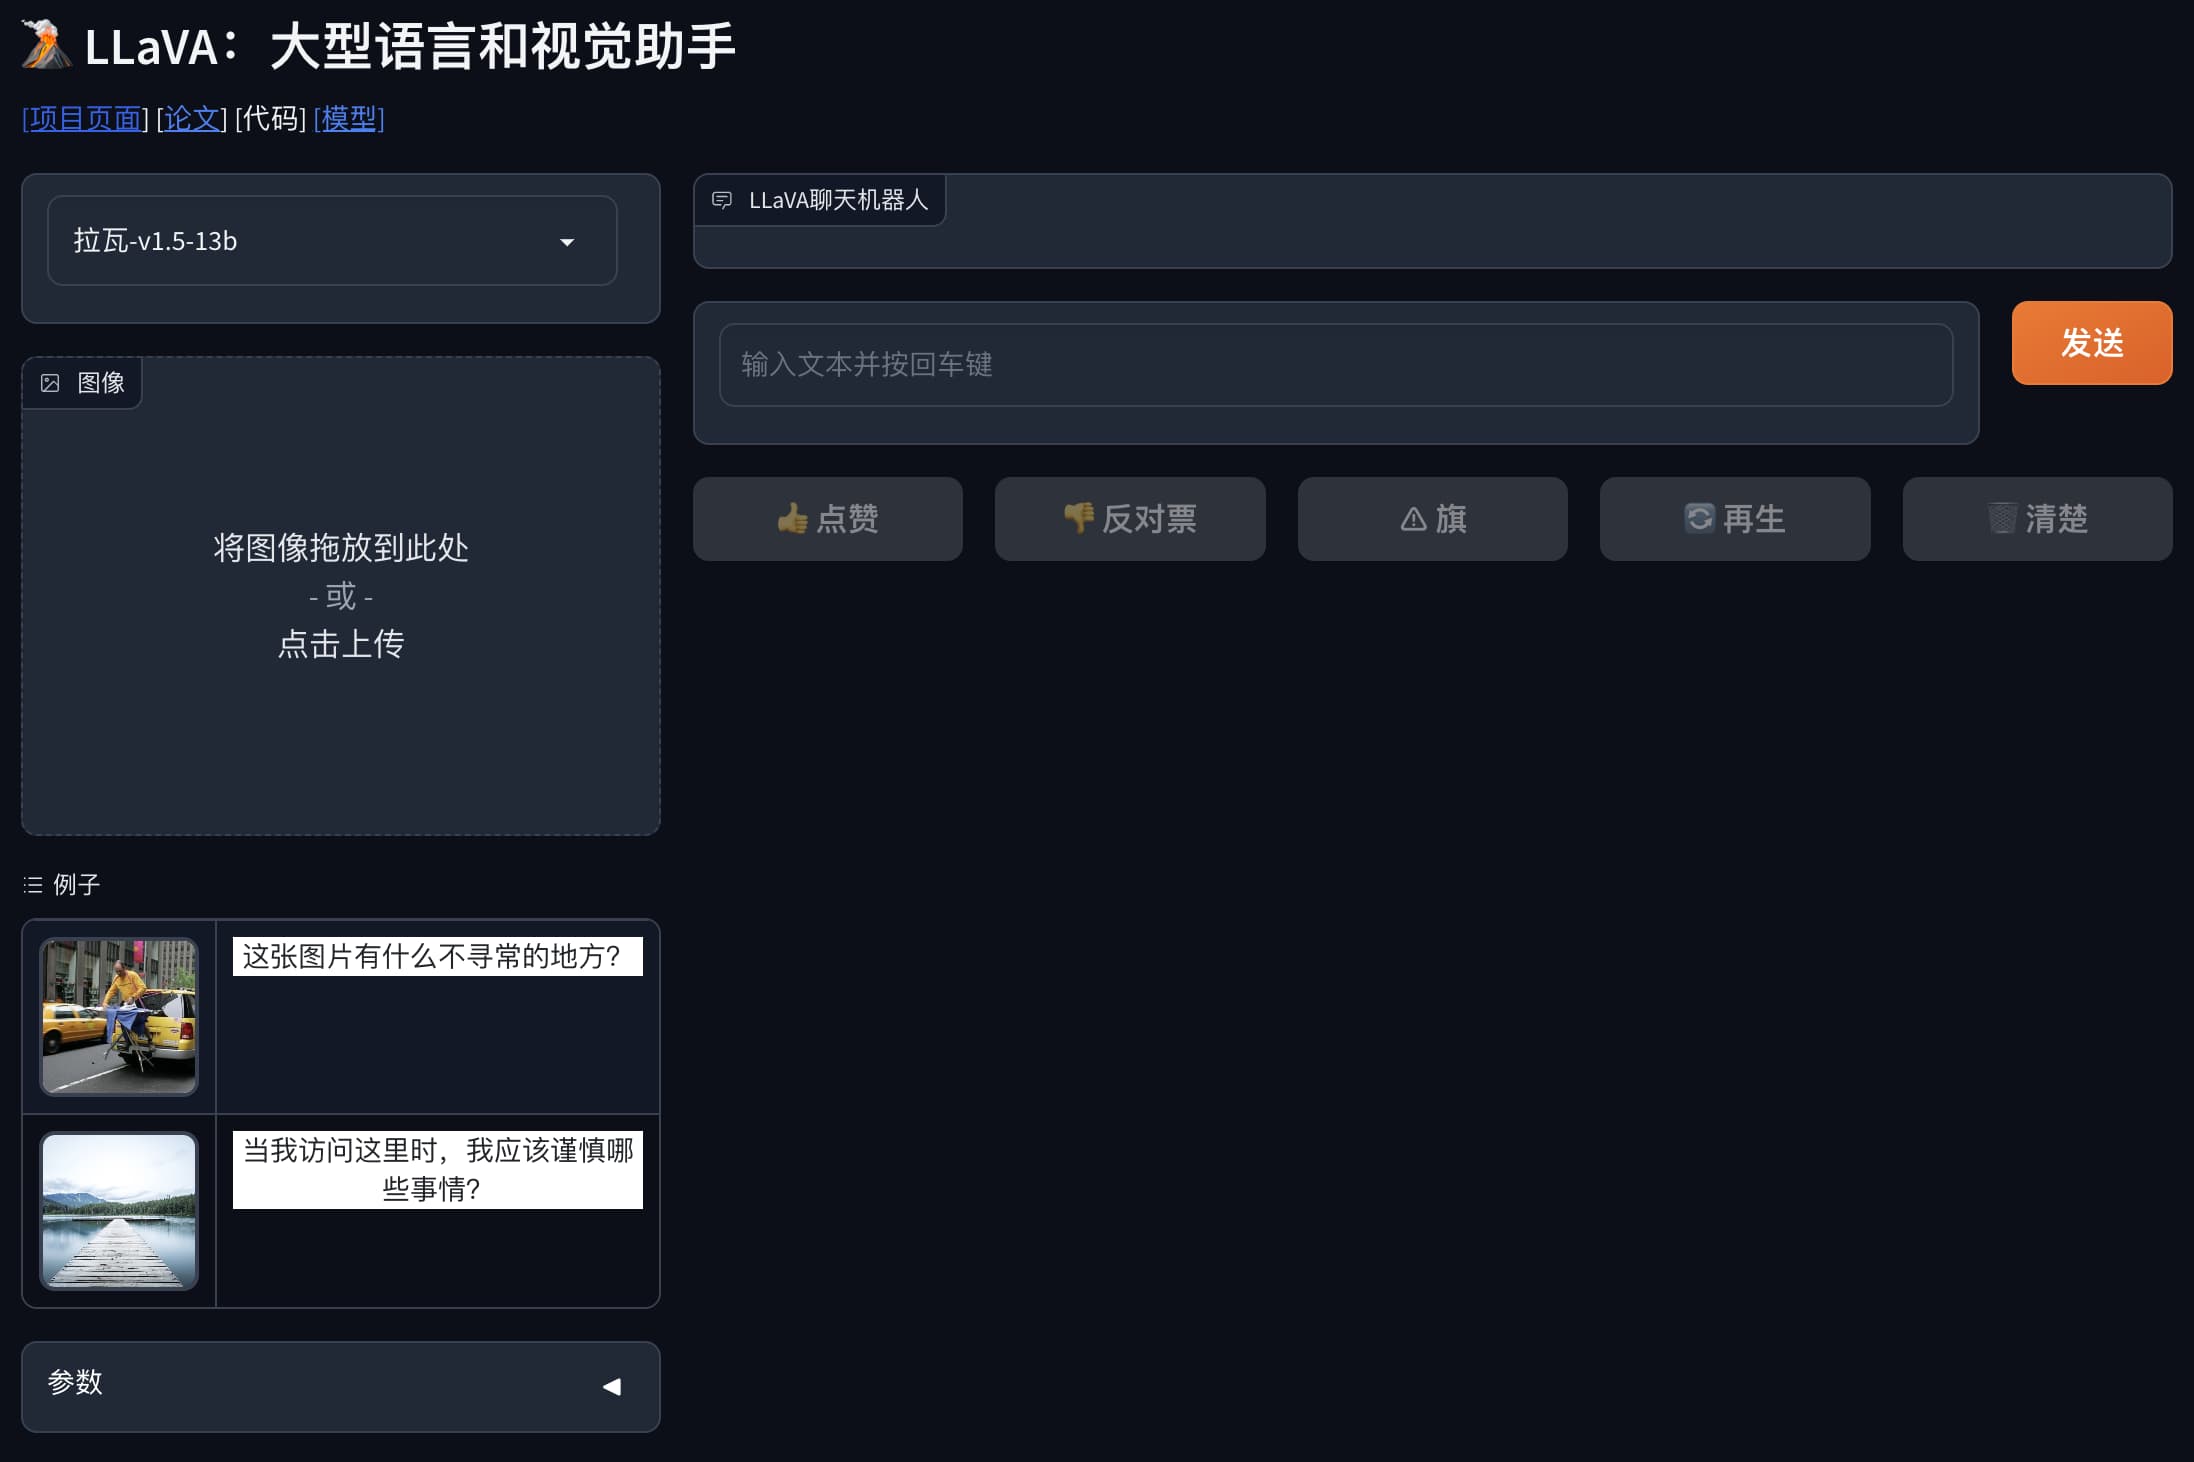 LLaVA：大型语言和视觉助手
[项目页面] [论文] [代码] [模型]
拉瓦-v1.5-13b
图像
将图像拖放到此处
- 或 -
点击上传
例子
这张图片有什么不寻常的地方？
当我访问这里时，我应该谨慎哪
些事情？
参数
LLaVA聊天机器人
输入文本并按回车键
发送
点赞
反对票
旗
再生
清楚